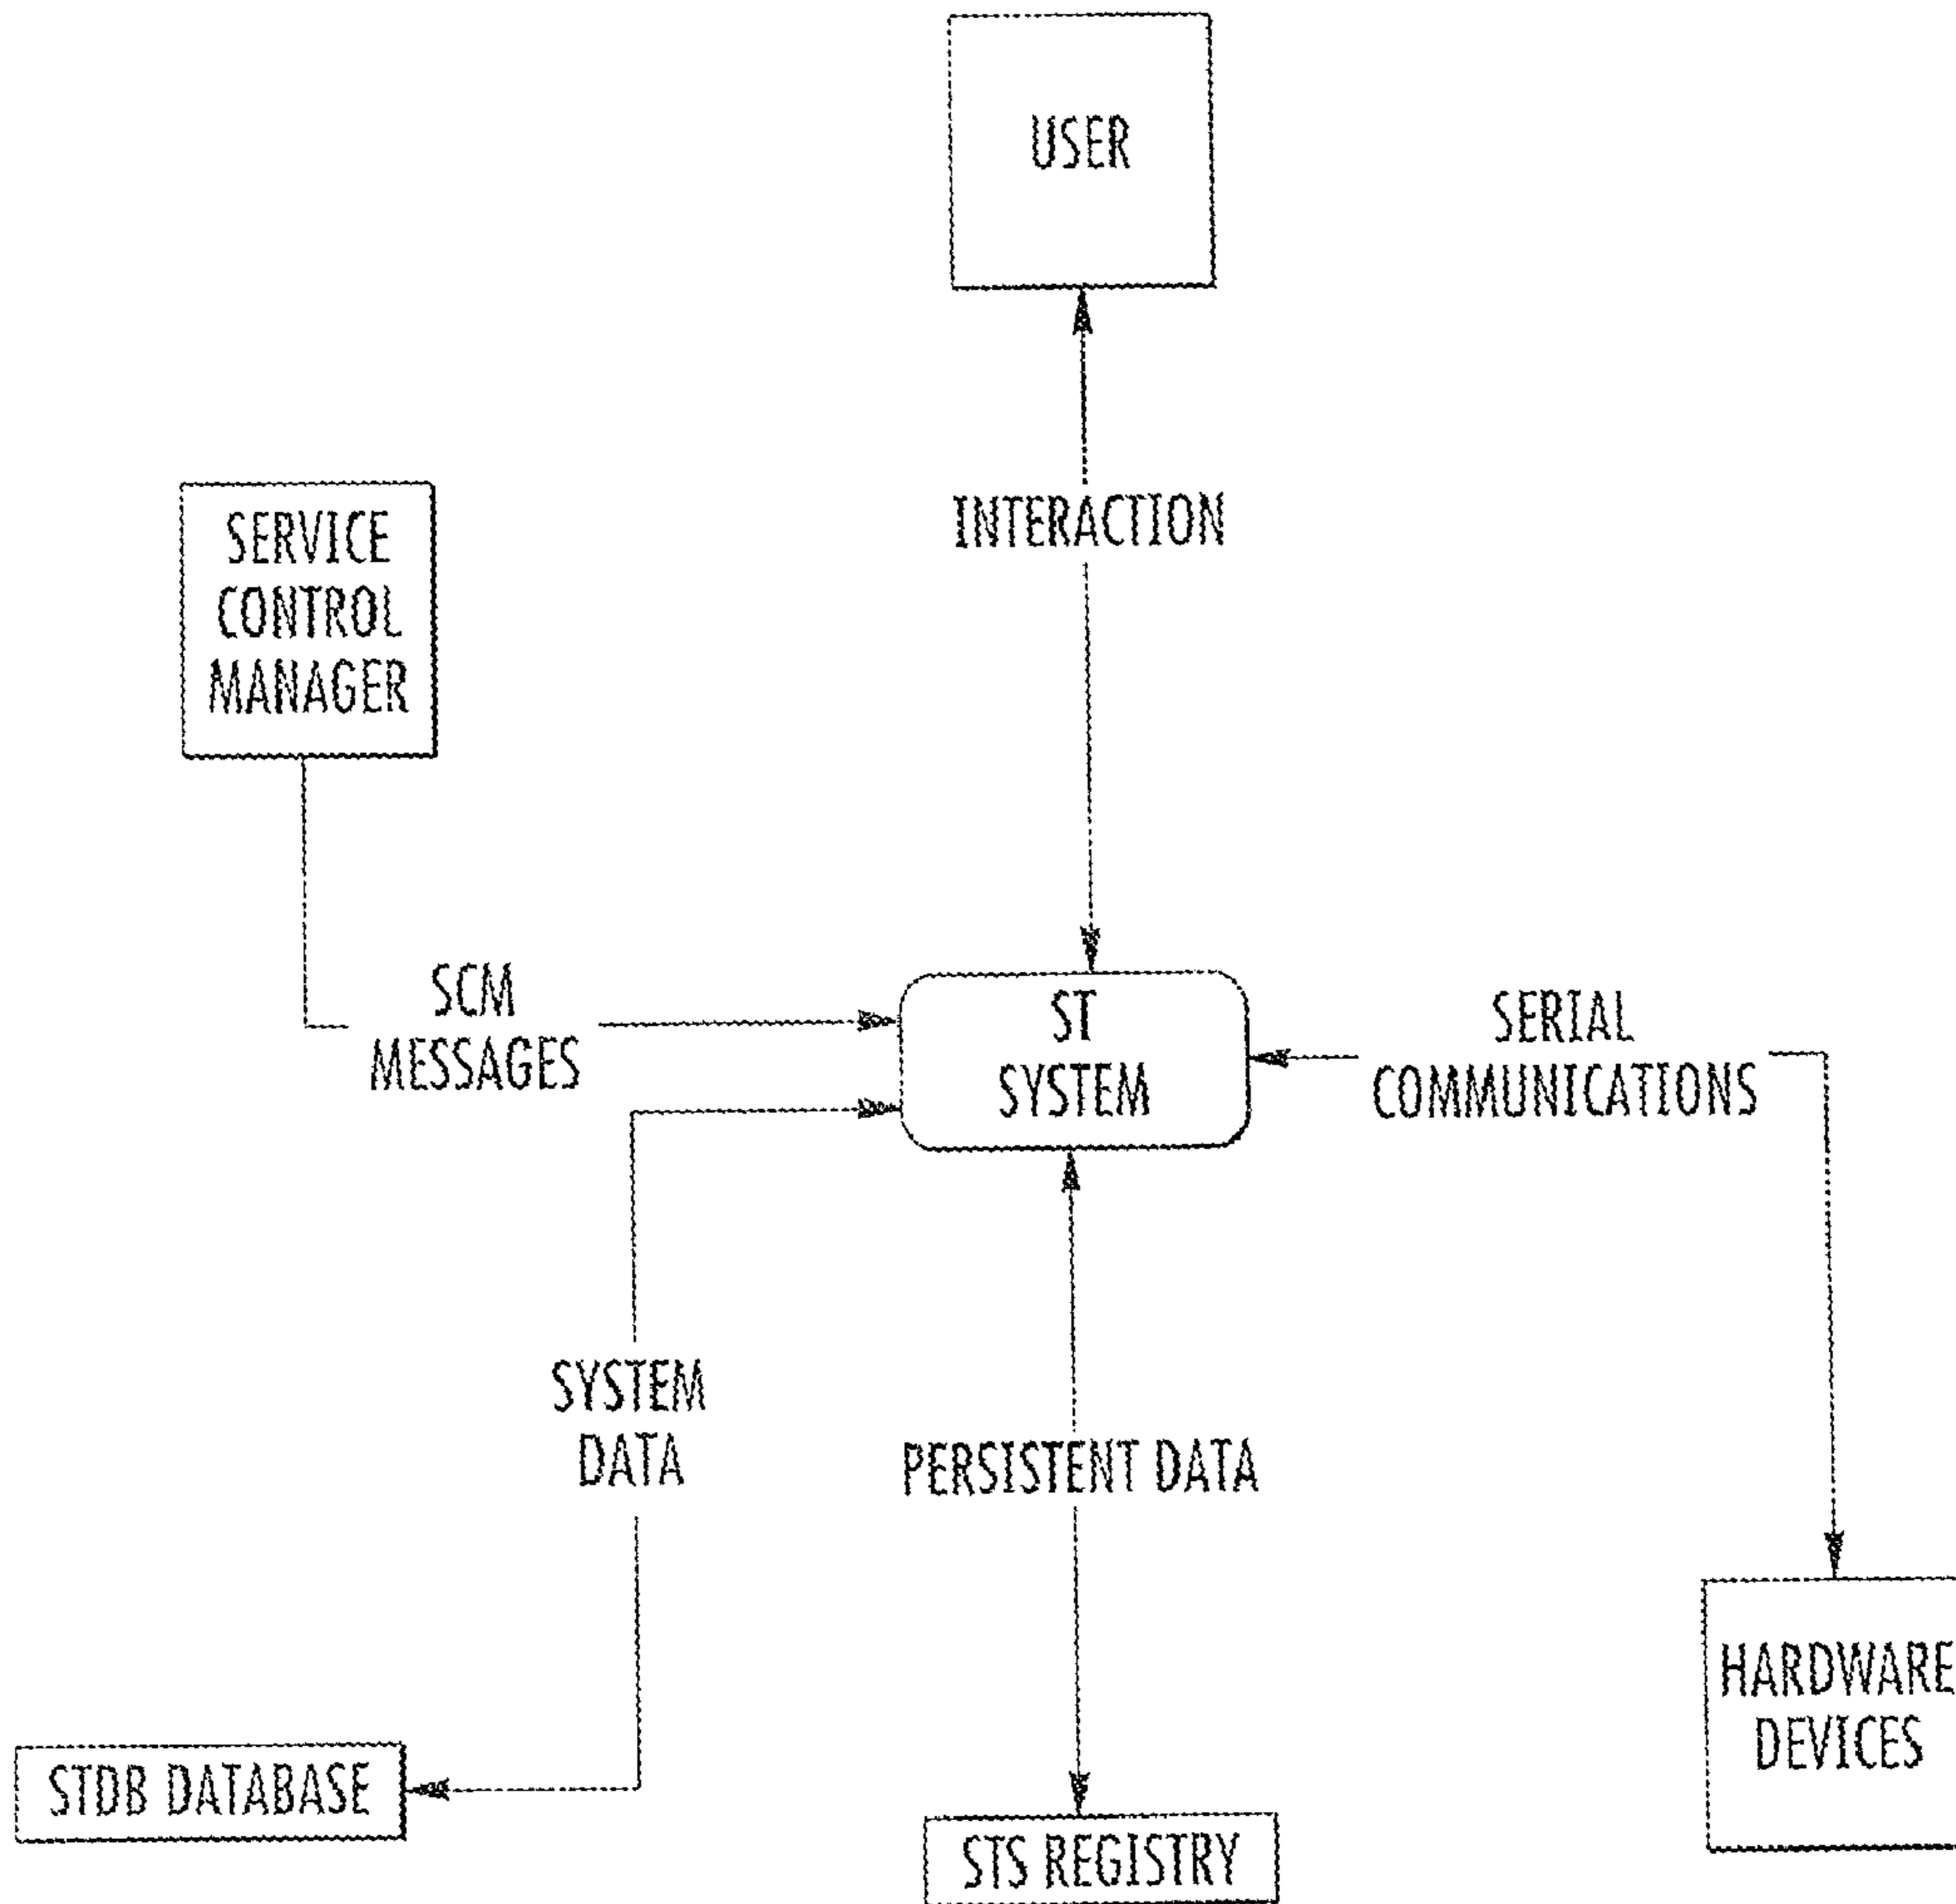 USER
INTERACTION
SERVICE
CONTROL
MANAGER
SCM
MESSAGES
ST
SYSTEM
SERIAL
COMMUNICATIONS
SYSTEM
DATA
PERSISTENT DATA
HARDWARE
DEVICES
STDB DATABASE
STS REGISTRY